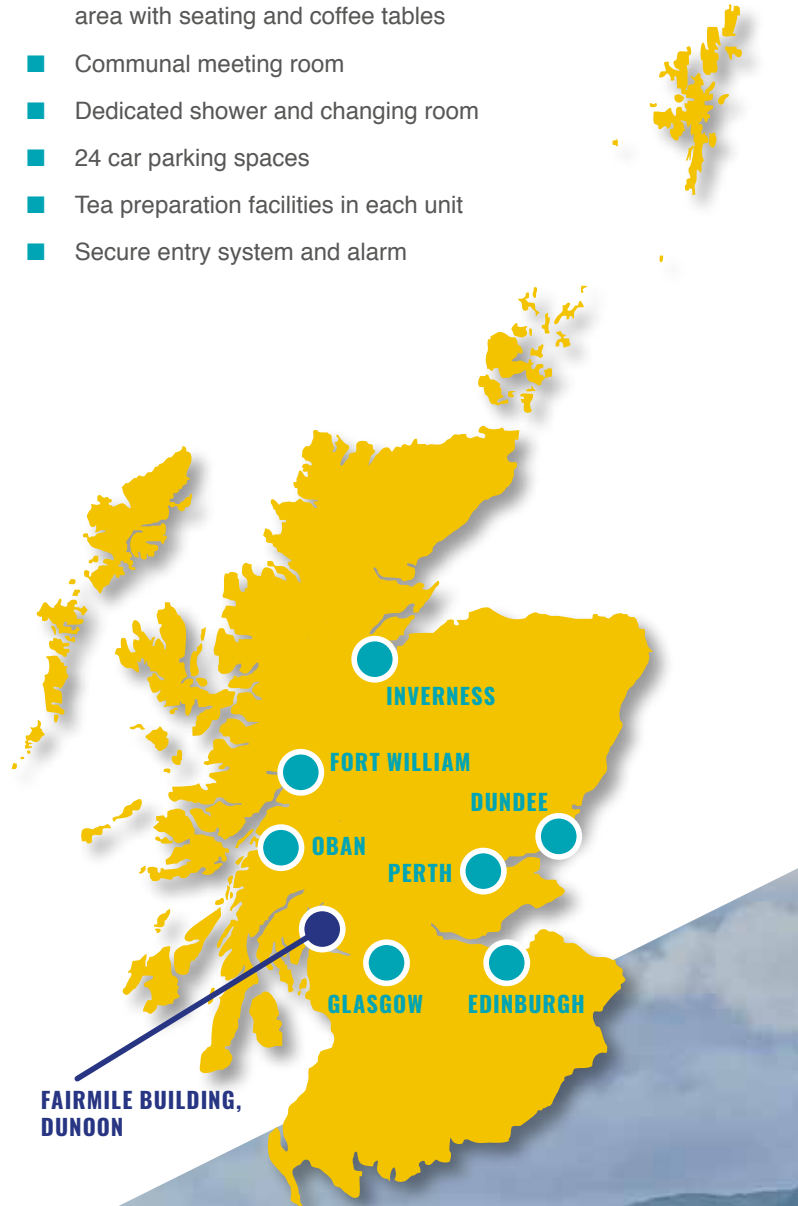 area with seating and coffee tables
Communal meeting room
Dedicated shower and changing room
24 car parking spaces
Tea preparation facilities in each unit
Secure entry system and alarm
INVERNESS
FORT WILLIAM
DUNDEE
OBAN
PERTH
GLASGOW
EDINBURGH
FAIRMILE BUILDING,
DUNOON